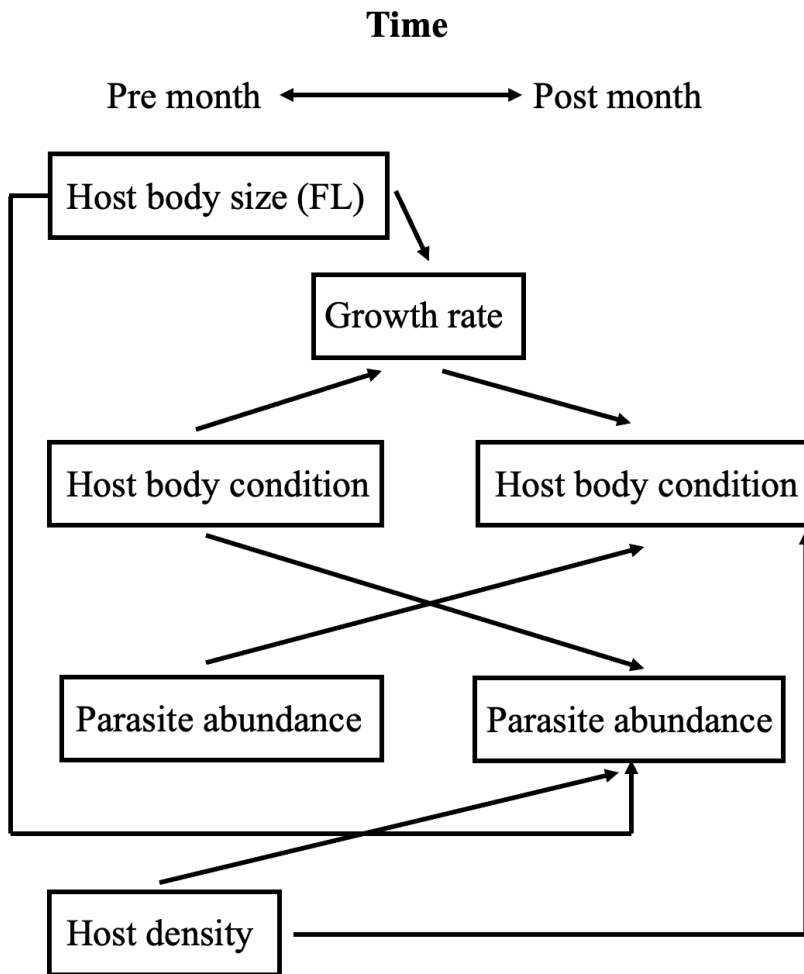 Time
Pre month
Post month
Host body size (FL)
Growth rate
Host body condition
Host body condition
Parasite abundance
Parasite abundance
Host density